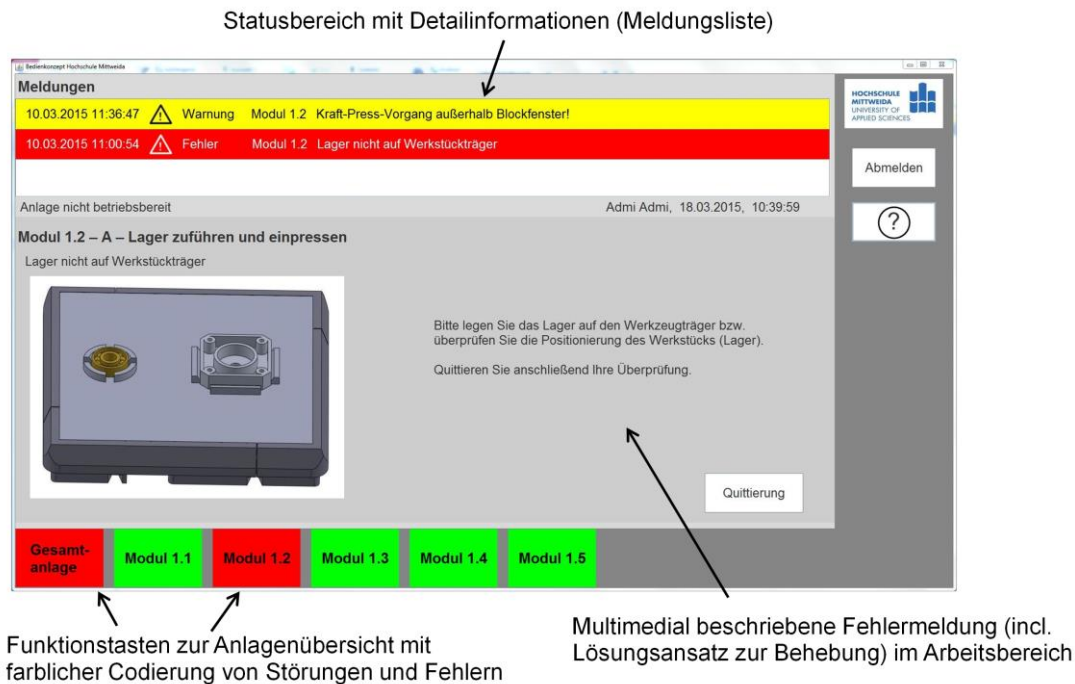 Statusbereich mit Detailinformationen (Meldungsliste)
Bedienkonzept Hochschule Mittweida
Meldungen
10.03.2015 11:36:47 Warnung Modul 1.2 Kraft-Press-Vorgang außerhalb Blockfenster!
10.03.2015 11:00:54 Fehler Modul 1.2 Lager nicht auf Werkstückträger
Anlage nicht betriebsbereit Admi Admi, 18.03.2015, 10:39:59
HOCHSCHULE
MITTWEIDA
UNIVERSITY OF
APPLIED SCIENCES
Abmelden
?
Modul 1.2 – A – Lager zuführen und einpressen
Lager nicht auf Werkstückträger
Bitte legen Sie das Lager auf den Werkzeugträger bzw.
überprüfen Sie die Positionierung des Werkstücks (Lager).
Quittieren Sie anschließend Ihre Überprüfung.
Quittierung
Gesamt-
anlage
Modul 1.1
Modul 1.2
Modul 1.3
Modul 1.4
Modul 1.5
Funktionstasten zur Anlagenübersicht mit
farblicher Codierung von Störungen und Fehlern
Multimedial beschriebene Fehlermeldung (incl.
Lösungsansatz zur Behebung) im Arbeitsbereich